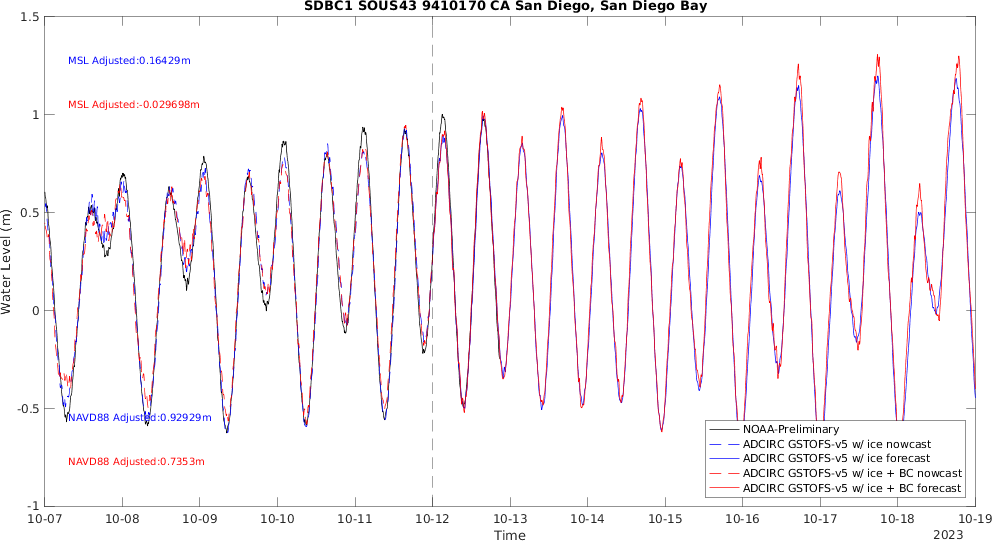 SDBC1 SOUS43 9410170 CA San Diego, San Diego Bay
1.5
MSL Adjusted:0.16429m
MSL Adjusted:-0.029698m
1
0.5
Water Level (m)
0
-0.5
NAVD88 Adjusted:0.92929m
NAVD88 Adjusted:0.7353m
NOAA-Preliminary
ADCIRC GSTOFS-v5 w/ ice nowcast
ADCIRC GSTOFS-v5 w/ ice forecast
ADCIRC GSTOFS-v5 w/ ice + BC nowcast
ADCIRC GSTOFS-v5 w/ ice + BC forecast
-1
10-07 10-08 10-09 10-10 10-11 10-12 10-13 10-14 10-15 10-16 10-17 10-18 10-19
Time
2023